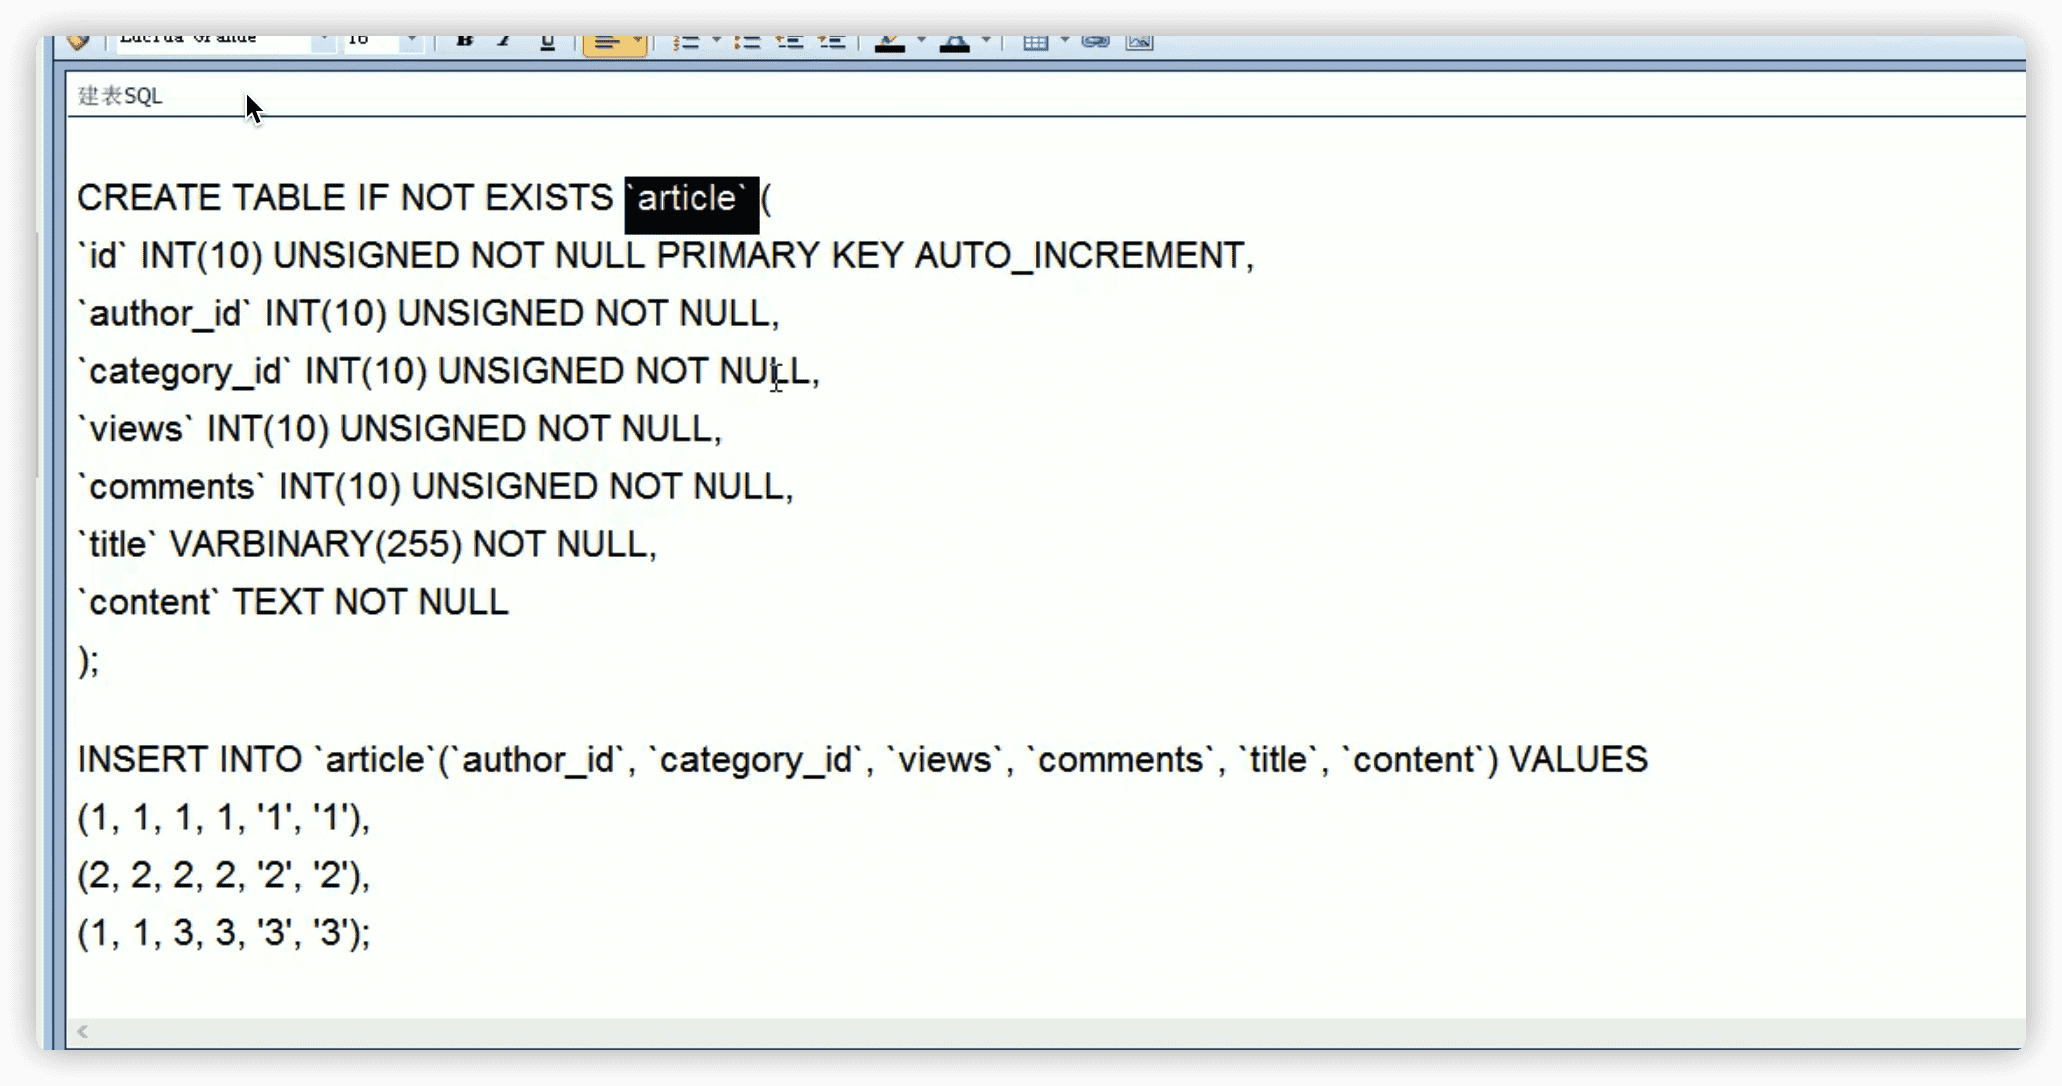 Lucida Grande 16 B I U
建表SQL
CREATE TABLE IF NOT EXISTS `article` (
`id` INT(10) UNSIGNED NOT NULL PRIMARY KEY AUTO_INCREMENT,
`author_id` INT(10) UNSIGNED NOT NULL,
`category_id` INT(10) UNSIGNED NOT NULL,
`views` INT(10) UNSIGNED NOT NULL,
`comments` INT(10) UNSIGNED NOT NULL,
`title` VARBINARY(255) NOT NULL,
`content` TEXT NOT NULL
);
INSERT INTO `article`(`author_id`, `category_id`, `views`, `comments`, `title`, `content`) VALUES
(1, 1, 1, 1, '1', '1'),
(2, 2, 2, 2, '2', '2'),
(1, 1, 3, 3, '3', '3');